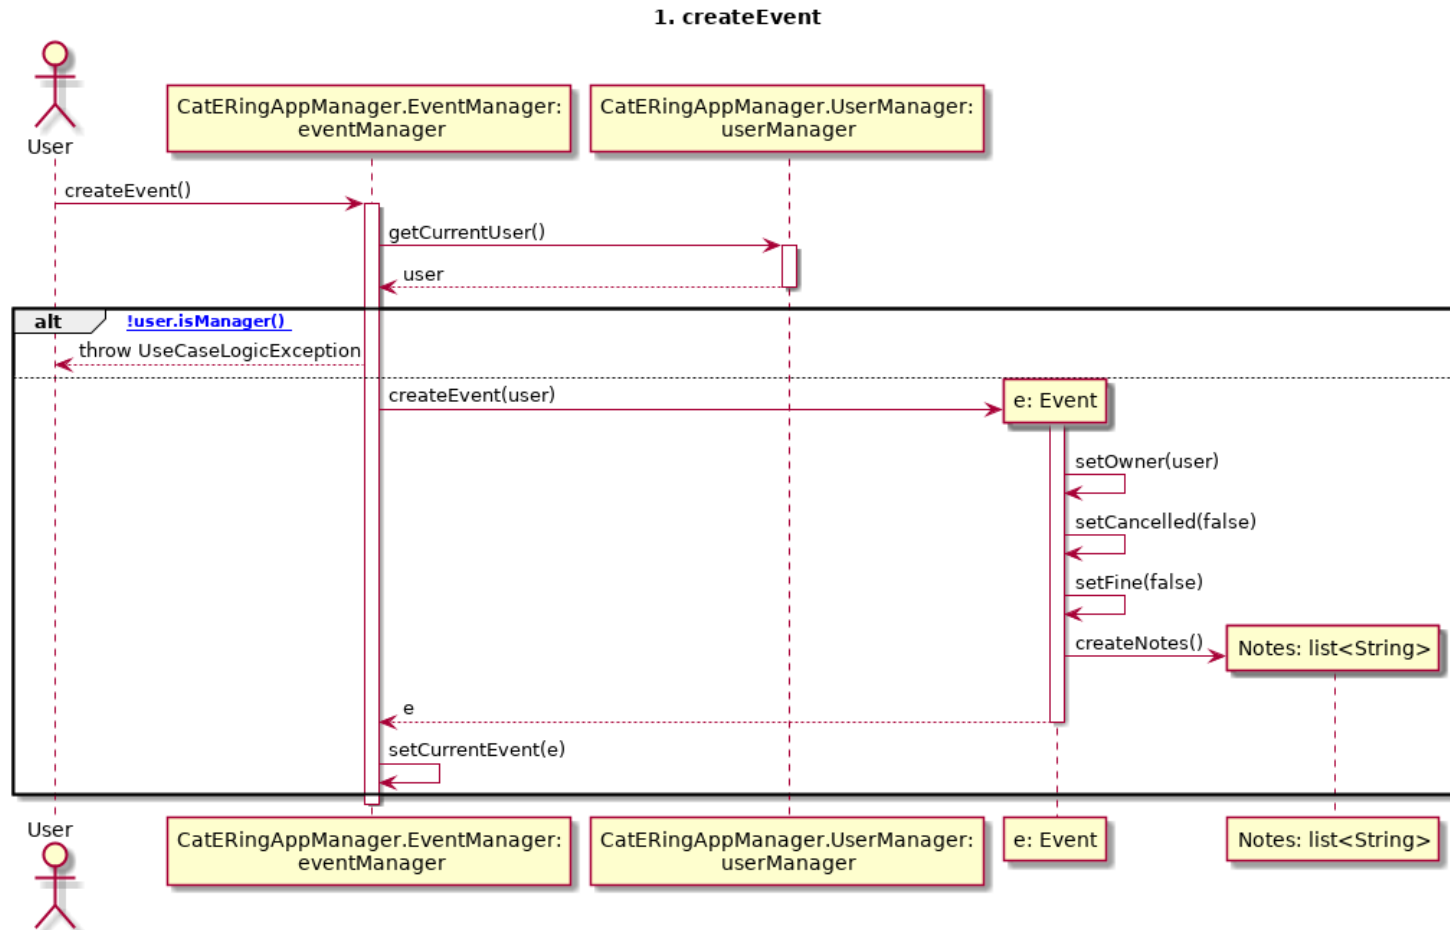 1. createEvent
User
CatERingAppManager.EventManager:
eventManager
CatERingAppManager.UserManager:
userManager
createEvent()
getCurrentUser()
user
alt
!user.isManager()
throw UseCaseLogicException
createEvent(user)
e: Event
setOwner(user)
setCancelled(false)
setFine(false)
createNotes()
Notes: list<String>
e
setCurrentEvent(e)
User
CatERingAppManager.EventManager:
eventManager
CatERingAppManager.UserManager:
userManager
e: Event
Notes: list<String>